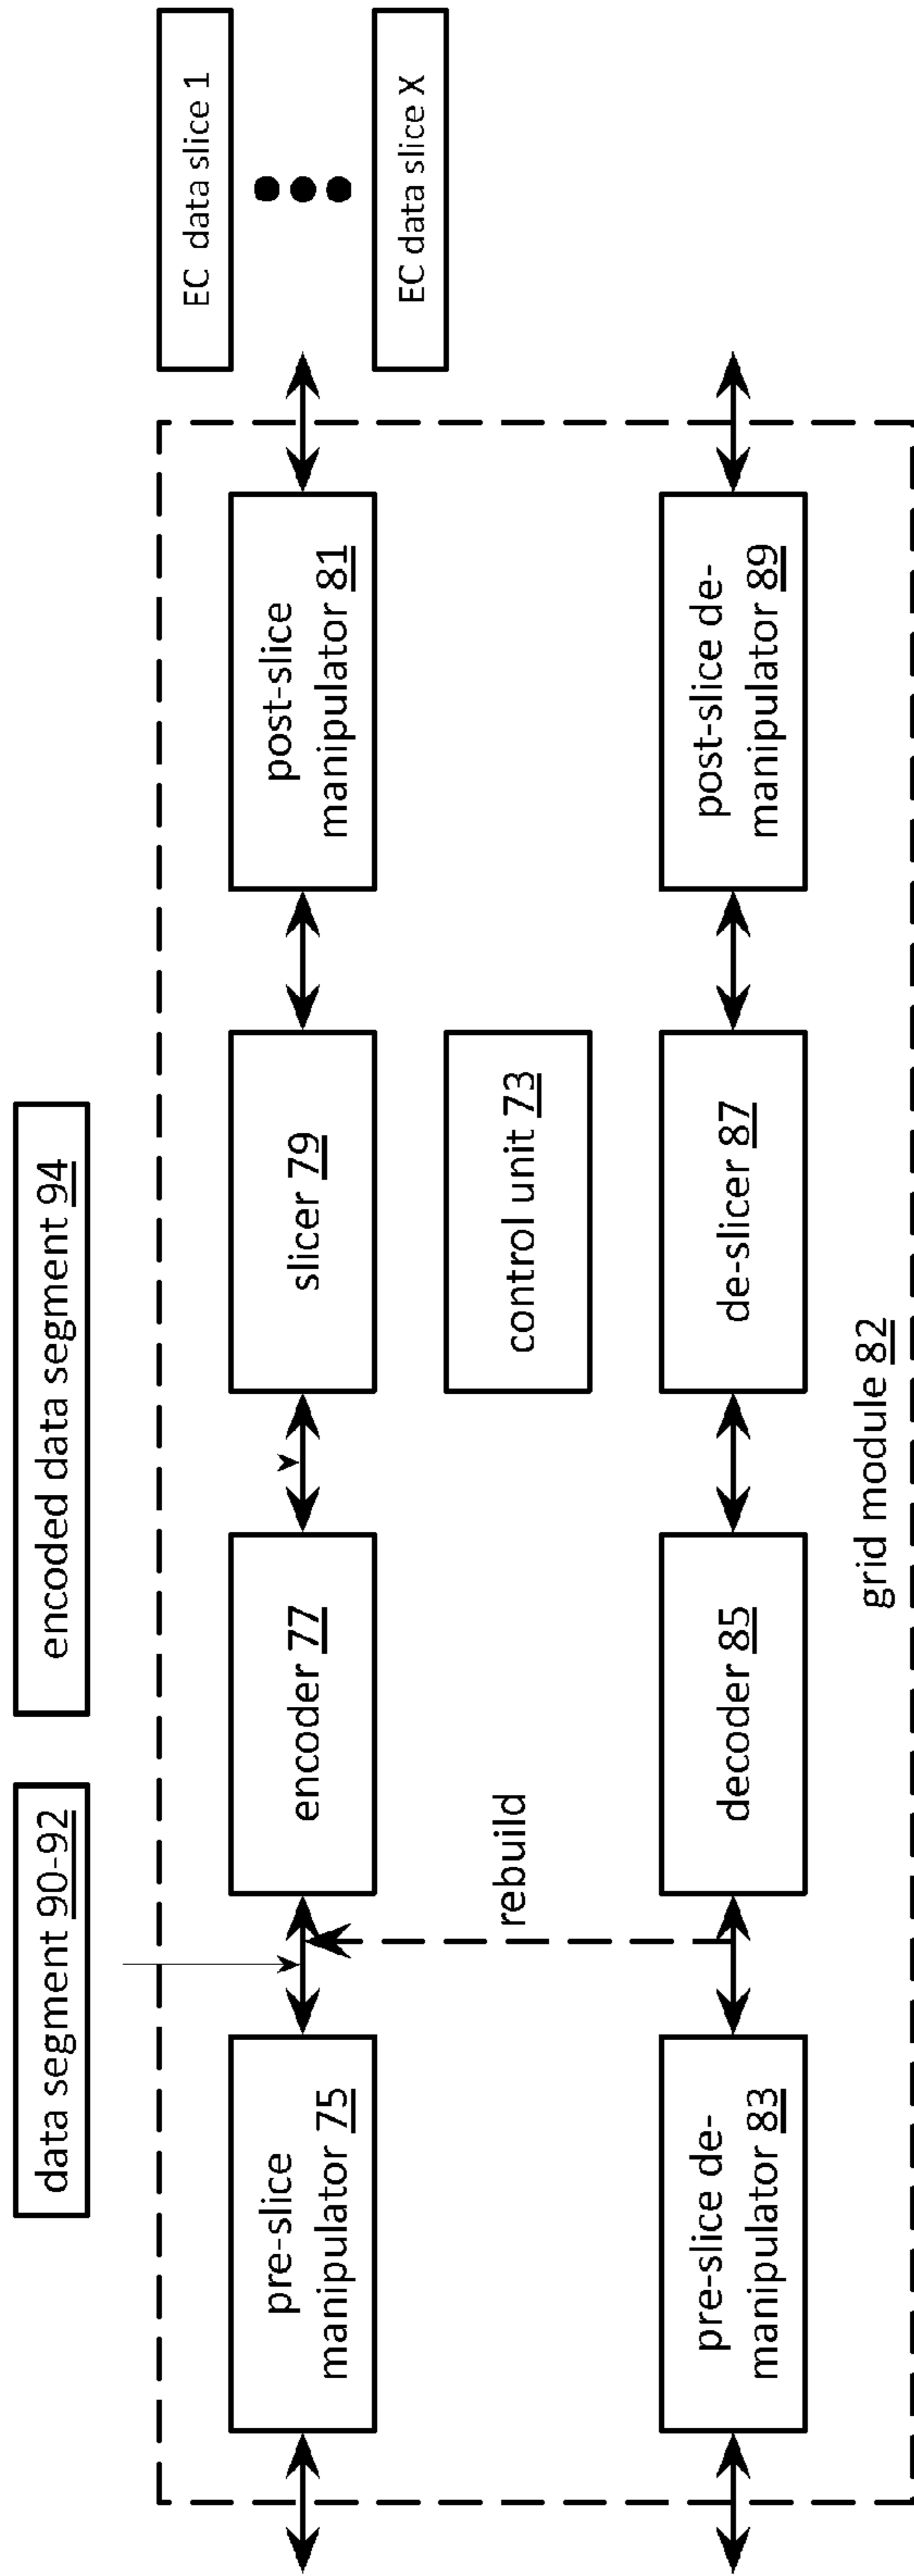 data segment 90-92
encoded data segment 94
EC data slice 1
EC data slice X
pre-slice
manipulator 75
encoder 77
slicer 79
post-slice
manipulator 81
rebuild
control unit 73
pre-slice de-
manipulator 83
decoder 85
de-slicer 87
post-slice de-
manipulator 89
grid module 82